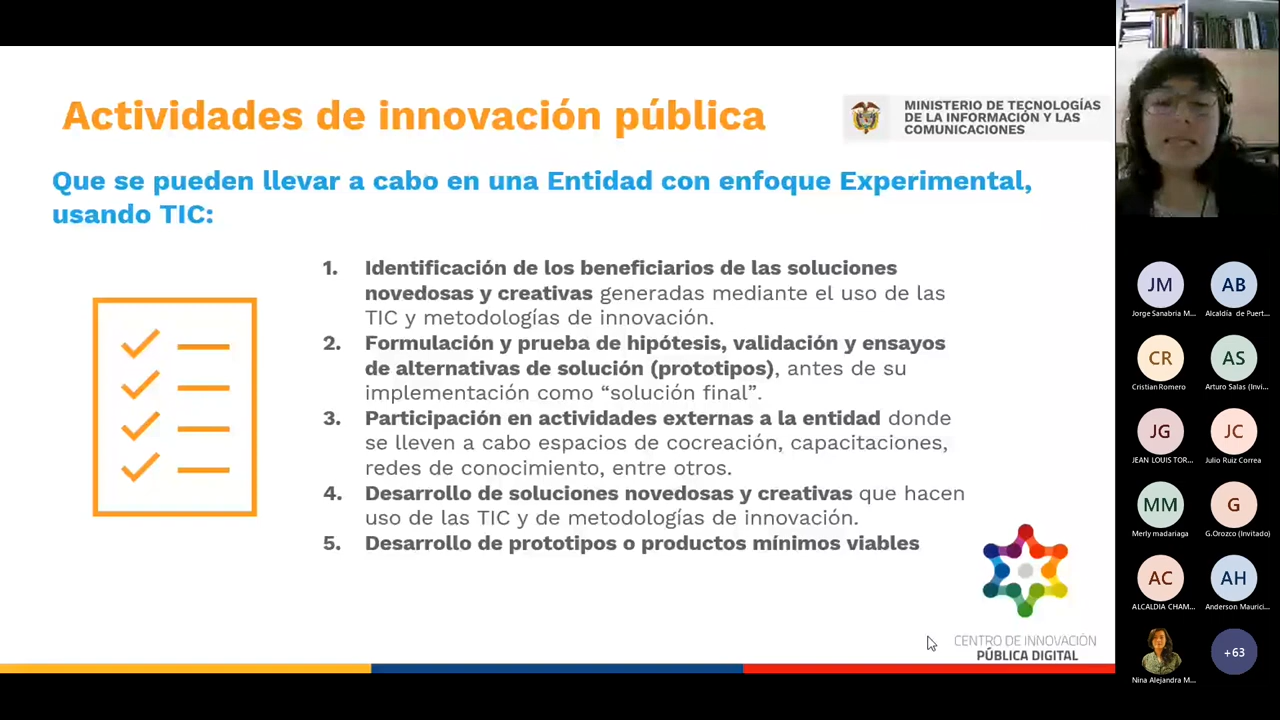 Actividades de innovación pública
MINISTERIO DE TECNOLOGÍAS
DE LA INFORMACIÓN Y LAS
COMUNICACIONES
Que se pueden llevar a cabo en una Entidad con enfoque Experimental,
usando TIC:
1. Identificación de los beneficiarios de las soluciones
novedosas y creativas generadas mediante el uso de las
TIC y metodologías de innovación.
2. Formulación y prueba de hipótesis, validación y ensayos
de alternativas de solución (prototipos), antes de su
implementación como “solución final”.
3. Participación en actividades externas a la entidad donde
se lleven a cabo espacios de cocreación, capacitaciones,
redes de conocimiento, entre otros.
4. Desarrollo de soluciones novedosas y creativas que hacen
uso de las TIC y de metodologías de innovación.
5. Desarrollo de prototipos o productos mínimos viables
CENTRO DE INNOVACIÓN
PÚBLICA DIGITAL
JM AB
Jorge Sanabria M... Alcaldía de Puert...
CR AS
Cristian Romero Arturo Salas (Invi...
JG JC
JEAN LOUIS TOR... Julio Ruiz Correa
MM G
Merly madariaga G.Orozco (Invitado)
AC AH
ALCALDIA CHAM... Anderson Maurici...
+63
Nina Alejandra M...